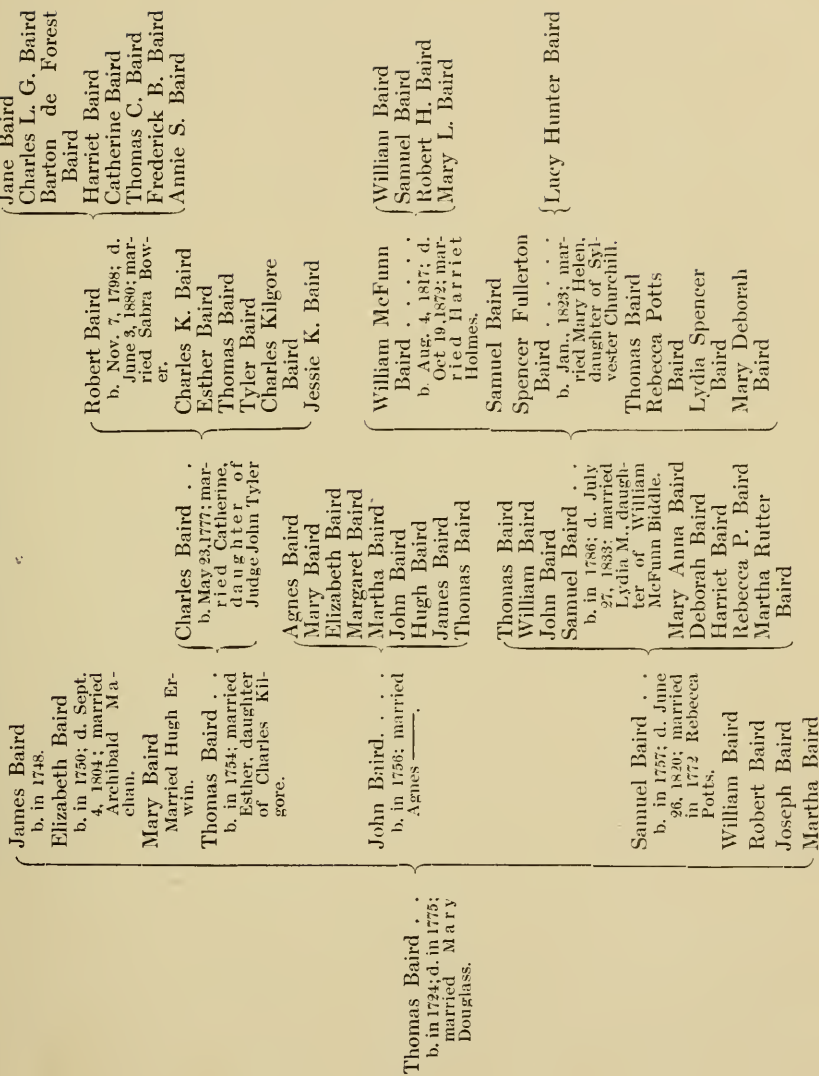 Thomas Baird . .
b. in 1724; d. in 1775;
married Mary
Douglass.
James Baird
b. in 1748.
Elizabeth Baird
b. in 1750; d. Sept.
4, 1804; married
Archibald Ma-
chan.
Mary Baird
Married Hugh Er-
win.
Thomas Baird . .
b. in 1754; married
Esther, daughter
of Charles Kil-
gore.
John Baird . . . .
b. in 1756; married
Agnes ——.
Samuel Baird . .
b. in 1757; d. June
26, 1820; married
in 1772 Rebecca
Potts.
William Baird
Robert Baird
Joseph Baird
Martha Baird
Charles Baird . .
b. May 23, 1777; mar-
ried Catherine,
daughter of
Judge John Tyler
Agnes Baird
Mary Baird
Elizabeth Baird
Margaret Baird
Martha Baird
John Baird
Hugh Baird
James Baird
Thomas Baird
Thomas Baird
William Baird
John Baird
Samuel Baird . .
b. in 1786; d. July
27, 1833; married
Lydia M., daugh-
ter of William
McFunn Biddle.
Mary Anna Baird
Deborah Baird
Harriet Baird
Rebecca P. Baird
Martha Rutter
Baird
Robert Baird
b. Nov. 7, 1798; d.
June 3, 1880; mar-
ried Sabra Bow-
er.
Charles K. Baird
Esther Baird
Thomas Baird
Tyler Baird
Charles Kilgore
Baird
Jessie K. Baird
William McFunn
Baird . . . . .
b. Aug. 4, 1817; d.
Oct 19, 1872; mar-
ried Harriet
Holmes.
Samuel Baird
Spencer Fullerton
Baird . . . . .
b. Jan., 1823; mar-
ried Mary Helen,
daughter of Syl-
vester Churchill.
Thomas Baird
Rebecca Potts
Baird
Lydia Spencer
Baird
Mary Deborah
Baird
Jane Baird
Charles L. G. Baird
Barton de Forest
Baird
Harriet Baird
Catherine Baird
Thomas C. Baird
Frederick B. Baird
Annie S. Baird
William Baird
Samuel Baird
Robert H. Baird
Mary L. Baird
Lucy Hunter Baird